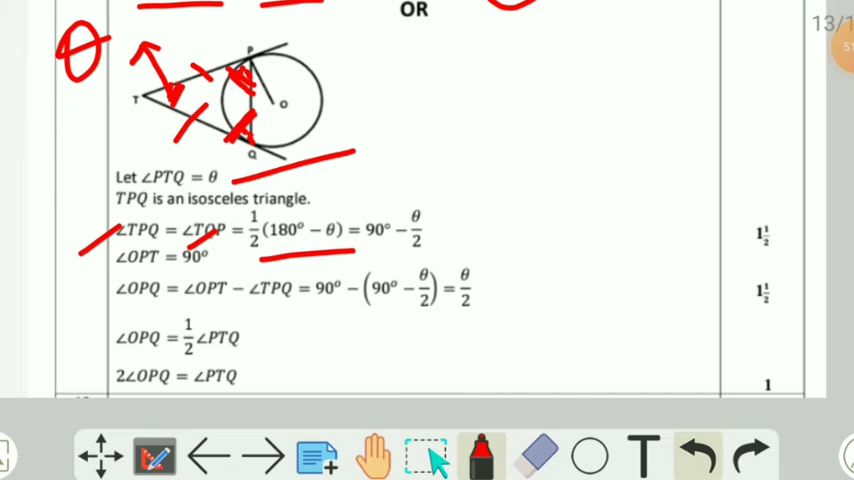 OR
13/1
θ
51
P
T
O
Q
Let ∠PTQ = θ
TPQ is an isosceles triangle.
∠TPQ = ∠TQP = 1/2 (180° − θ) = 90° − θ/2
1 1/2
∠OPT = 90°
∠OPQ = ∠OPT − ∠TPQ = 90° − (90° − θ/2) = θ/2
1 1/2
∠OPQ = 1/2 ∠PTQ
2∠OPQ = ∠PTQ
1
T